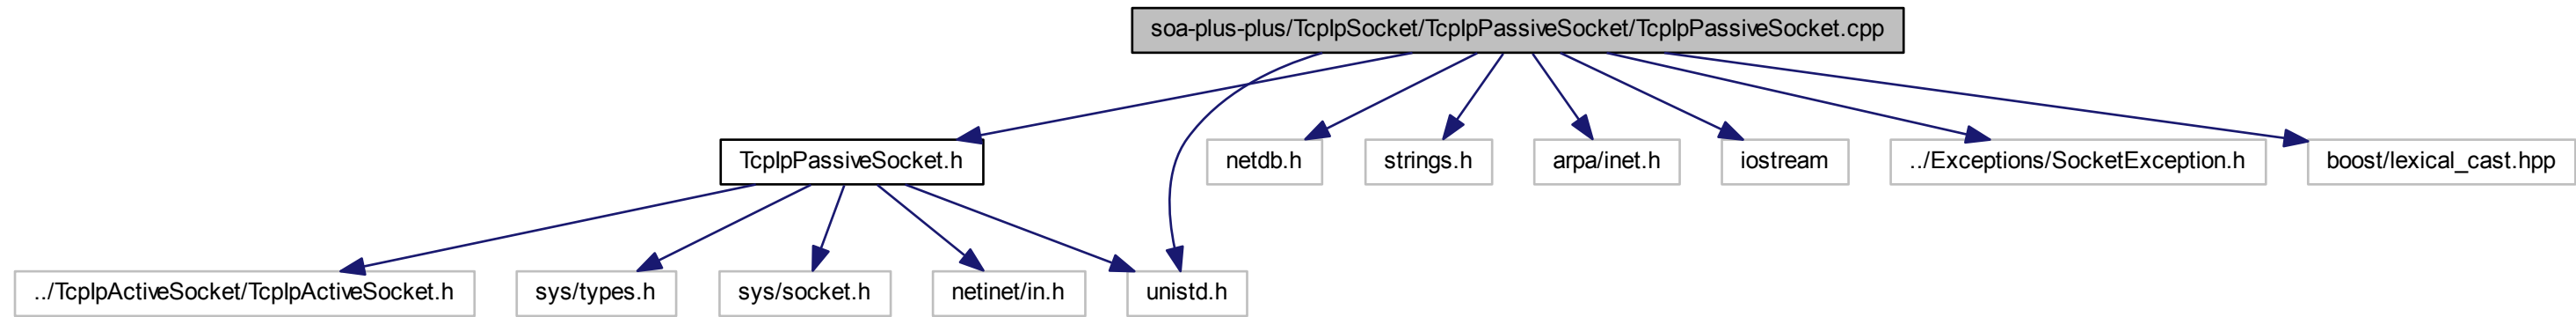 soa-plus-plus/TcpIpSocket/TcpIpPassiveSocket/TcpIpPassiveSocket.cpp
TcpIpPassiveSocket.h
netdb.h
strings.h
arpa/inet.h
iostream
../Exceptions/SocketException.h
boost/lexical_cast.hpp
../TcpIpActiveSocket/TcpIpActiveSocket.h
sys/types.h
sys/socket.h
netinet/in.h
unistd.h